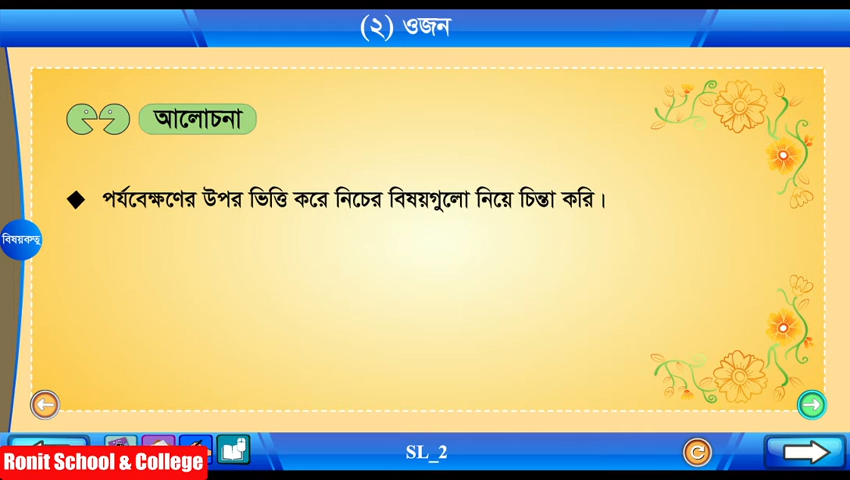 (২) ওজন
আলোচনা
◆ পর্যবেক্ষণের উপর ভিত্তি করে নিচের বিষয়গুলো নিয়ে চিন্তা করি।
বিষয়বস্তু
SL_2
Ronit School & College